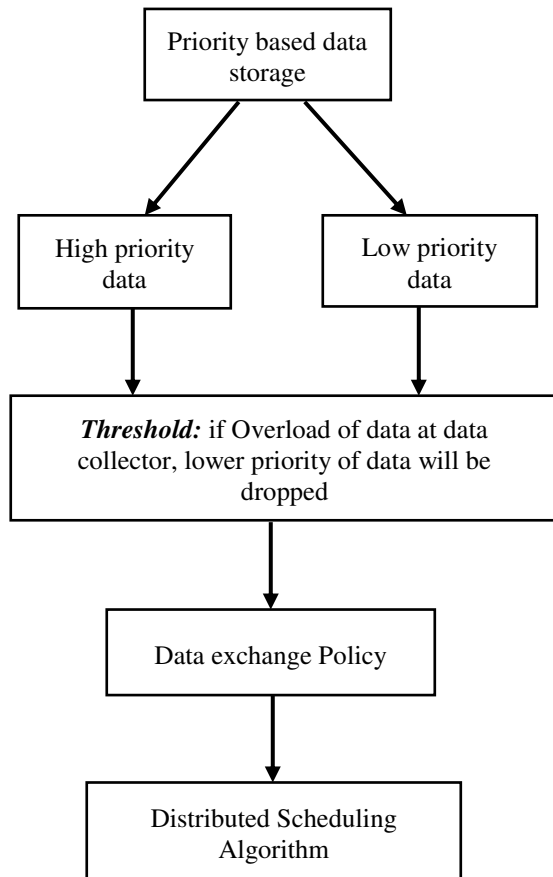 Priority based data
storage
High priority
data
Low priority
data
Threshold: if Overload of data at data
collector, lower priority of data will be
dropped
Data exchange Policy
Distributed Scheduling
Algorithm